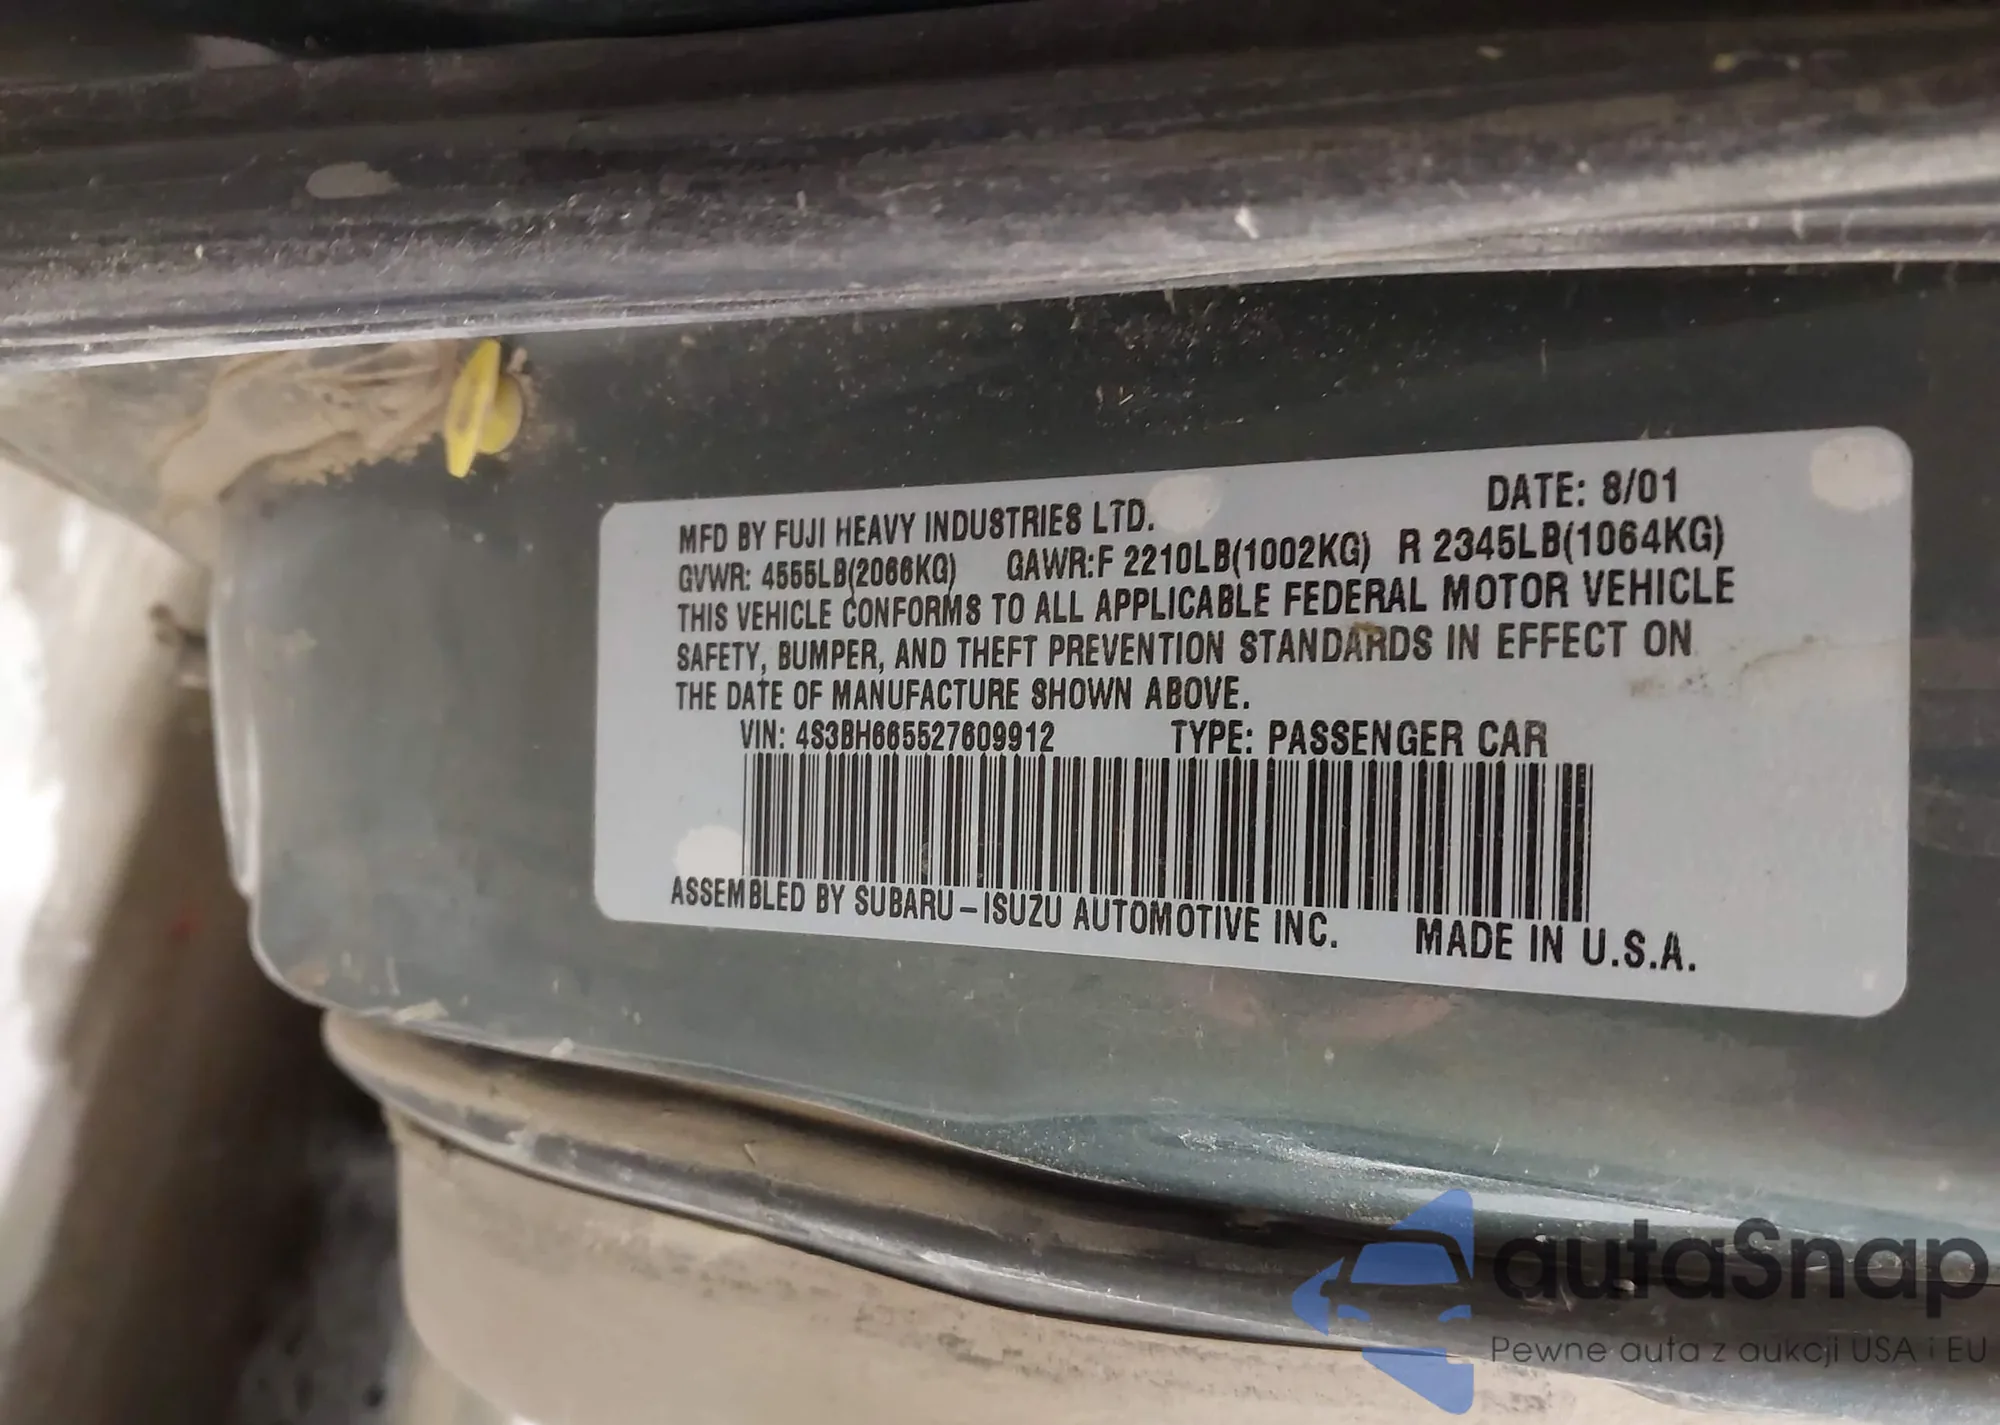 MFD BY FUJI HEAVY INDUSTRIES LTD. DATE: 8/01
GVWR: 4555LB(2066KG) GAWR:F 2210LB(1002KG) R 2345LB(1064KG)
THIS VEHICLE CONFORMS TO ALL APPLICABLE FEDERAL MOTOR VEHICLE
SAFETY, BUMPER, AND THEFT PREVENTION STANDARDS IN EFFECT ON
THE DATE OF MANUFACTURE SHOWN ABOVE.
VIN: 4S3BH665527609912 TYPE: PASSENGER CAR
ASSEMBLED BY SUBARU-ISUZU AUTOMOTIVE INC. MADE IN U.S.A.
autaSnap
Pewne auta z aukcji USA i EU